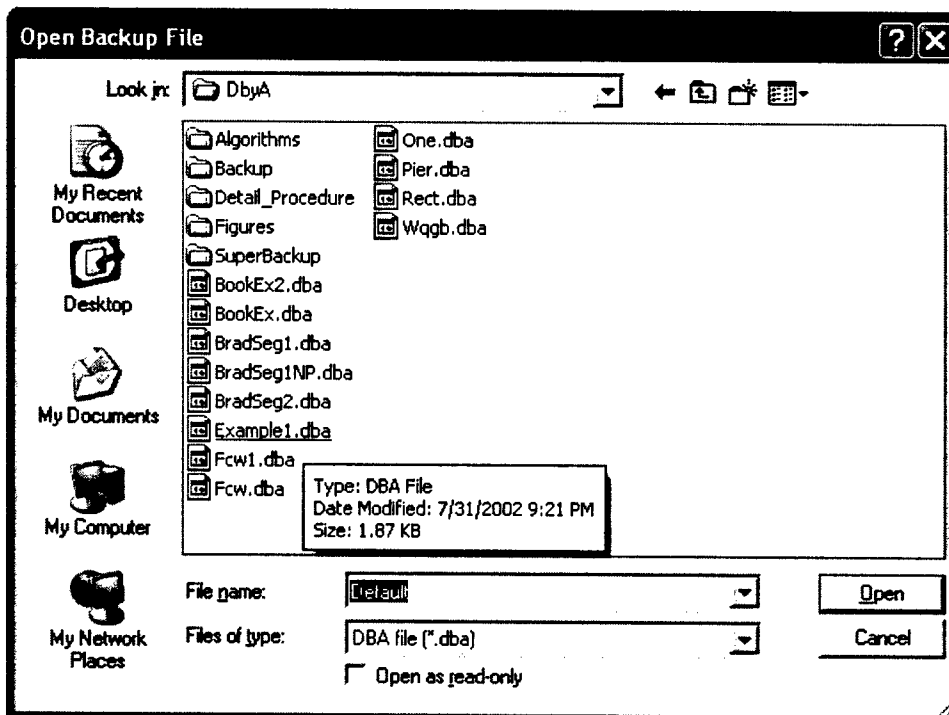 Open Backup File
Look in: DbyA
Algorithms
Backup
Detail_Procedure
Figures
SuperBackup
BookEx2.dba
BookEx.dba
BradSeg1.dba
BradSeg1NP.dba
BradSeg2.dba
Example1.dba
Fcw1.dba
Fcw.dba
One.dba
Pier.dba
Rect.dba
Wqgb.dba
Type: DBA File
Date Modified: 7/31/2002 9:21 PM
Size: 1.87 KB
My Recent
Documents
Desktop
My Documents
My Computer
My Network
Places
File name: Default
Open
Files of type: DBA file (*.dba)
Cancel
Open as read-only